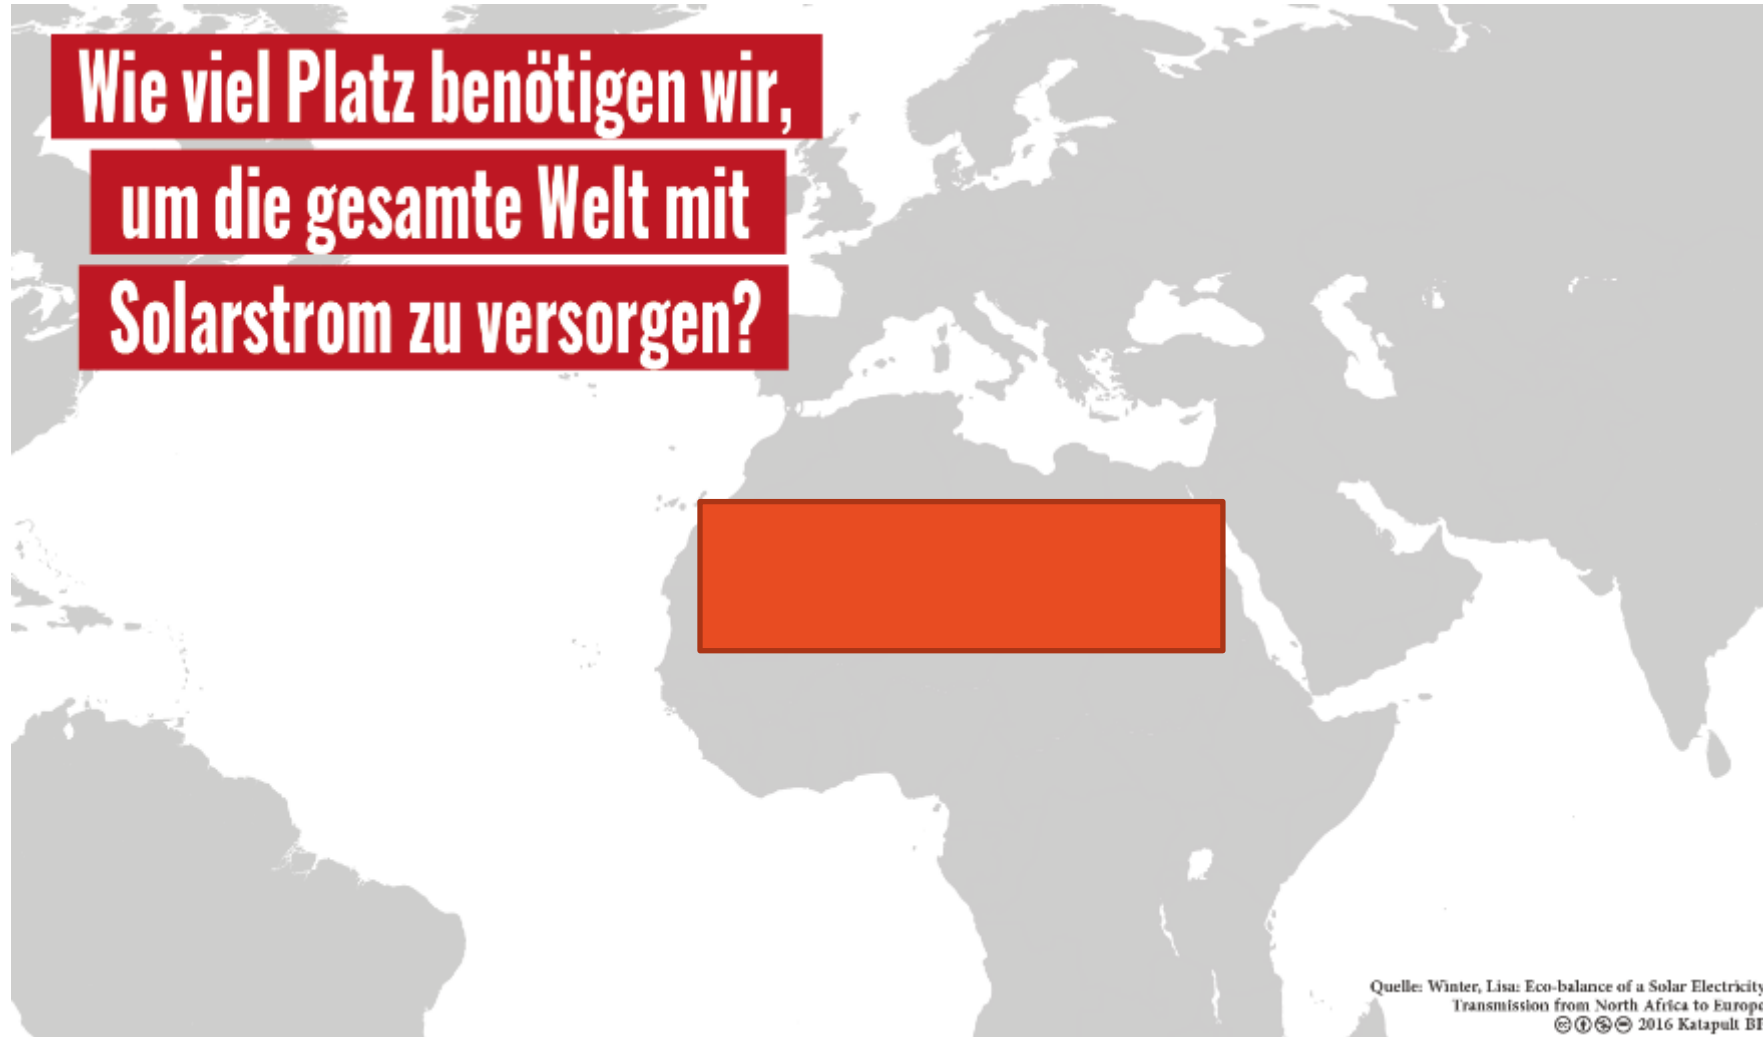 Wie viel Platz benötigen wir,
um die gesamte Welt mit
Solarstrom zu versorgen?
Quelle: Winter, Lisa: Eco-balance of a Solar Electricity
Transmission from North Africa to Europe
2016 Katapult